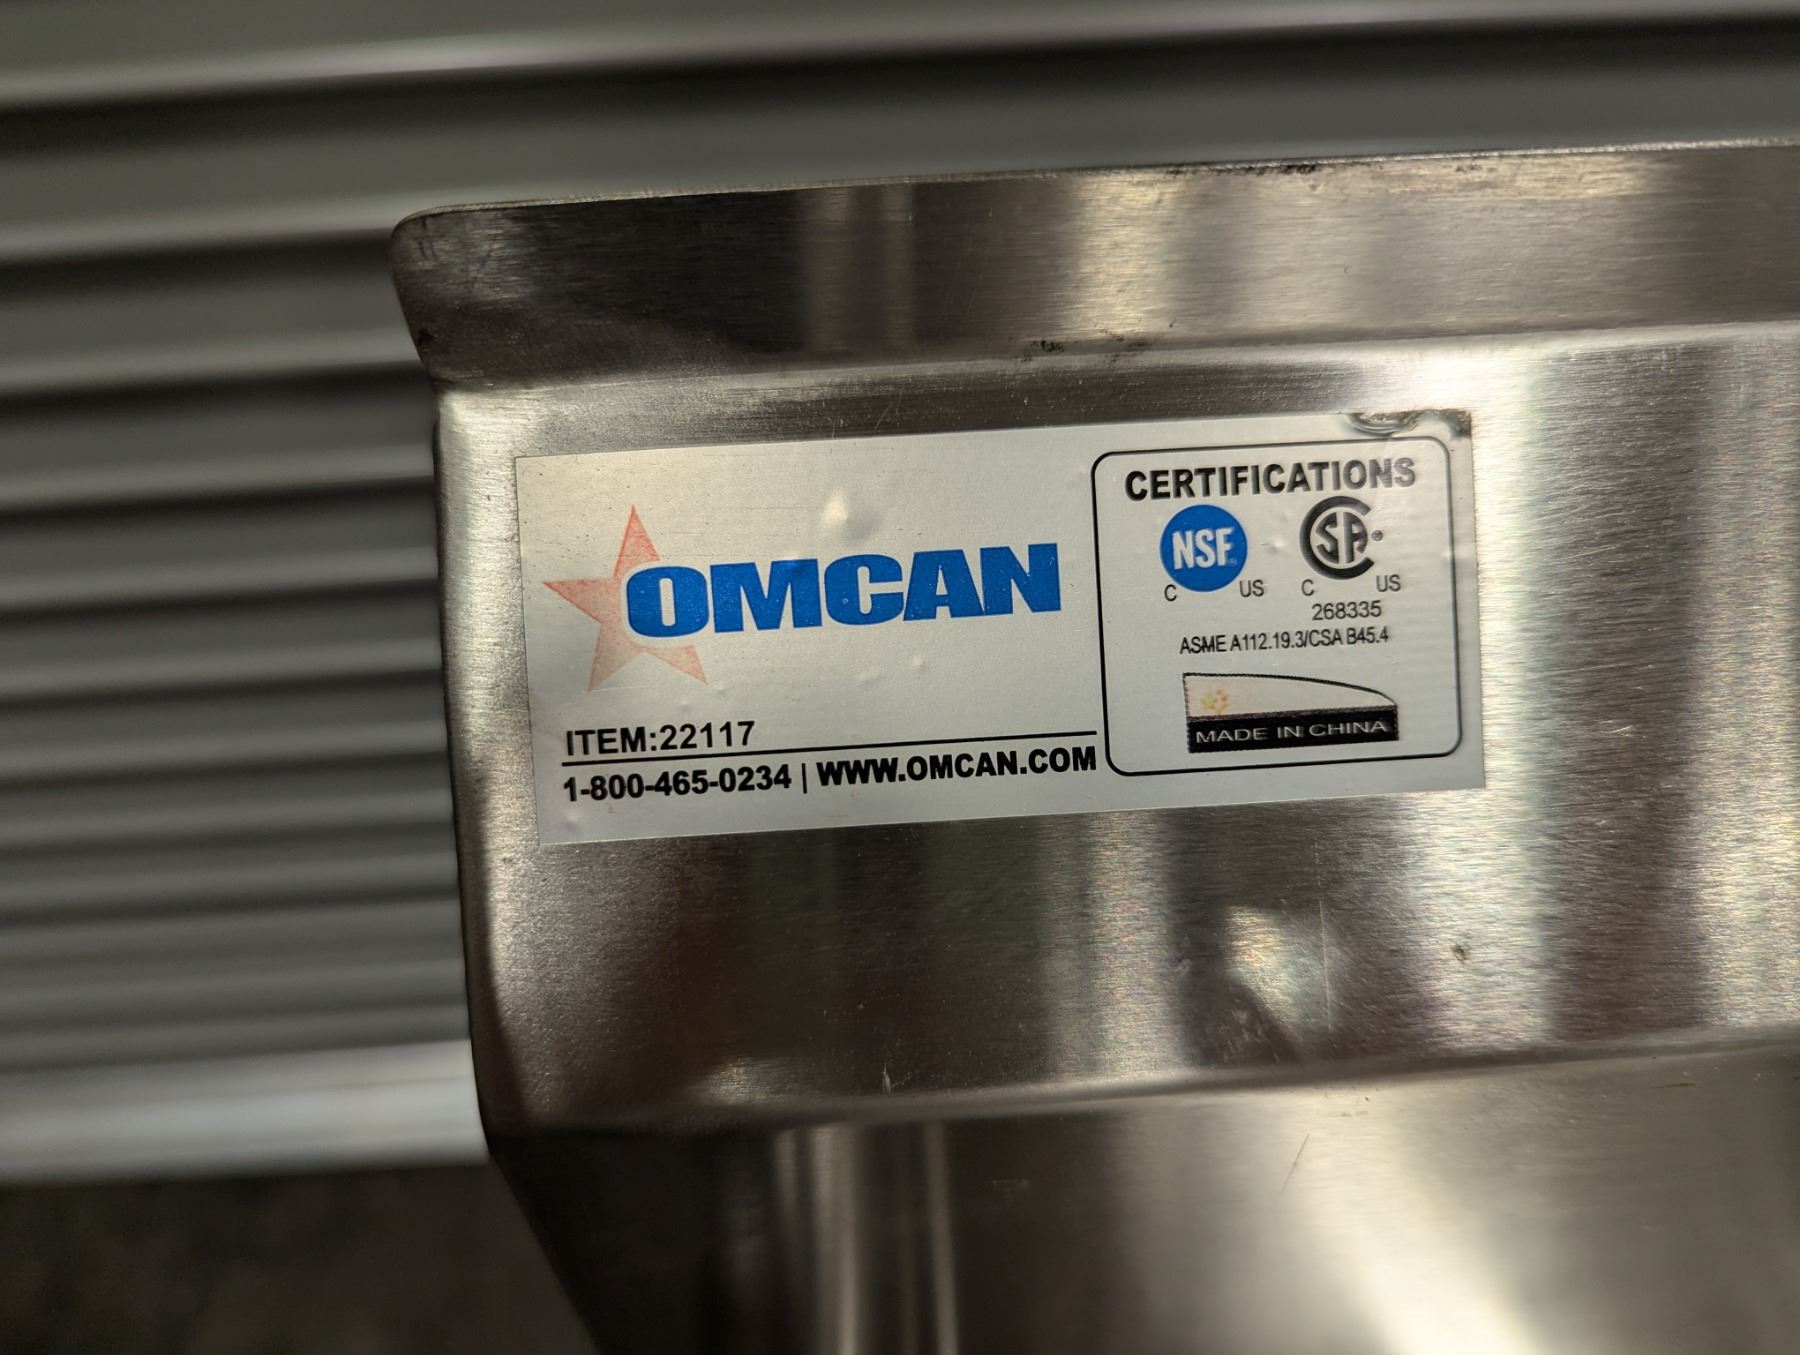 OMCAN
ITEM:22117
1-800-465-0234 | WWW.OMCAN.COM
CERTIFICATIONS
NSF® CSA®
C US C US
268335
ASME A112.19.3/CSA B45.4
MADE IN CHINA